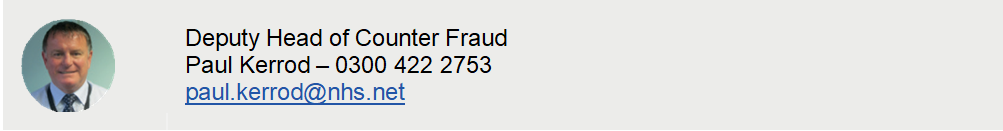 Deputy Head of Counter Fraud
Paul Kerrod – 0300 422 2753
paul.kerrod@nhs.net